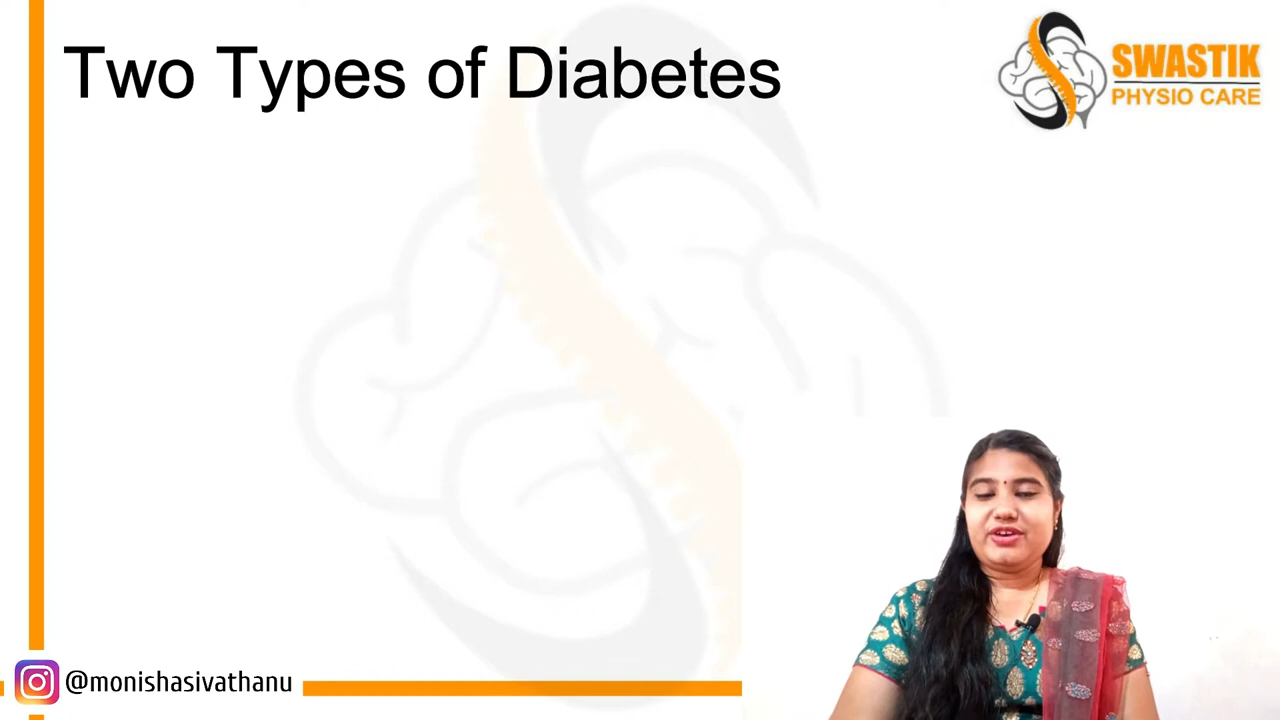 Two Types of Diabetes
SWASTIK
PHYSIO CARE
@monishasivathanu